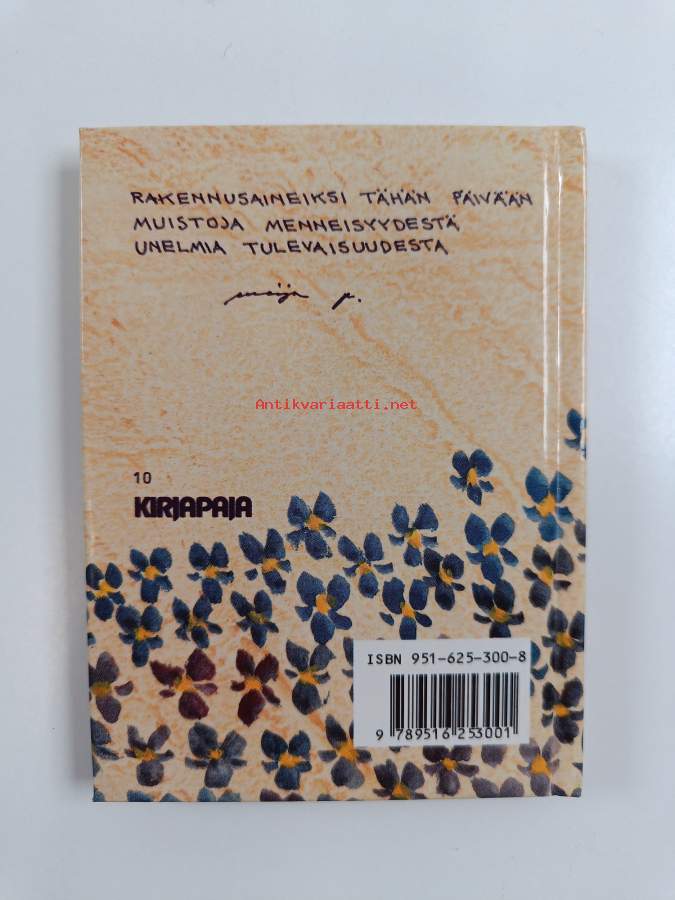 RAKENNUSAINEIKSI TÄHÄN PÄIVÄÄN
MUISTOJA MENNEISYYDESTÄ
UNELMIA TULEVAISUUDESTA
p.
Antikvariaatti.net
10
KIRJAPAJA
ISBN 951-625-300-8
9 789516 253001